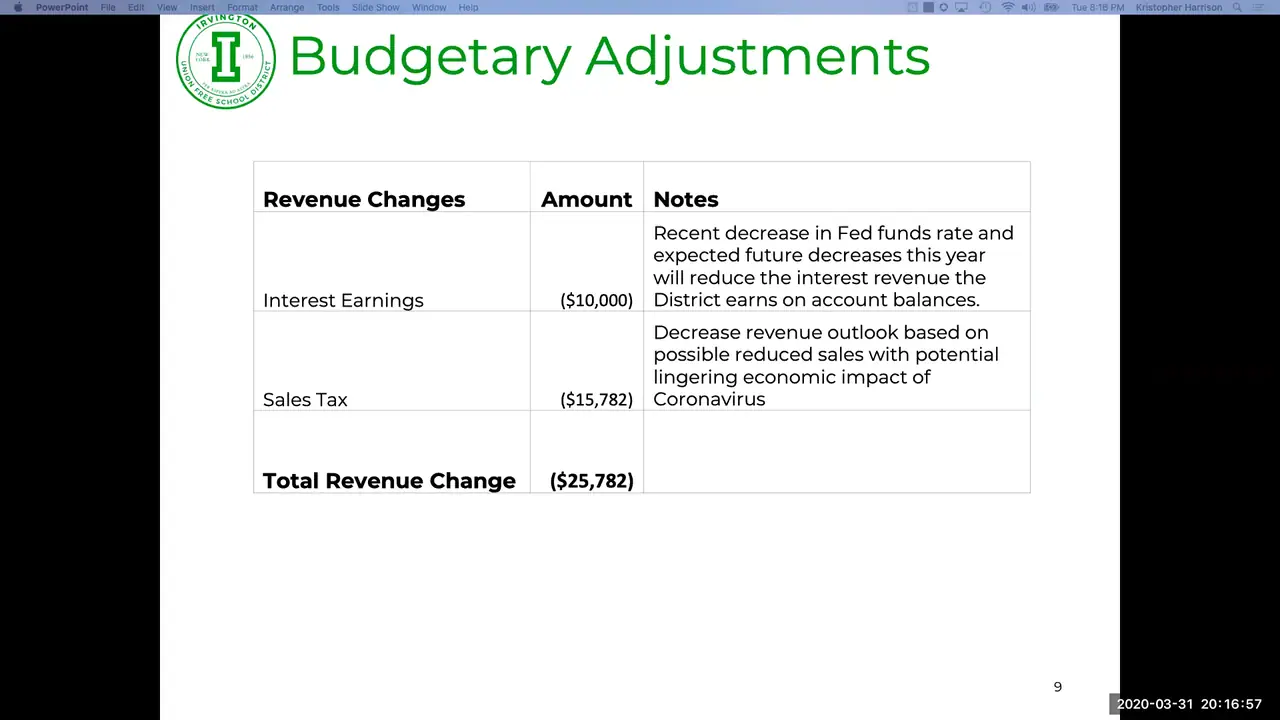 PowerPoint File Edit View Insert Format Arrange Tools Slide Show Window Help Tue 8:16 PM Kristopher Harrison
IRVINGTON
NEW YORK
1896
UNION FREE SCHOOL DISTRICT
Budgetary Adjustments
Revenue Changes Amount Notes
Recent decrease in Fed funds rate and
expected future decreases this year
will reduce the interest revenue the
Interest Earnings ($10,000) District earns on account balances.
Decrease revenue outlook based on
possible reduced sales with potential
lingering economic impact of
Sales Tax ($15,782) Coronavirus
Total Revenue Change ($25,782)
9
2020-03-31 20:16:57